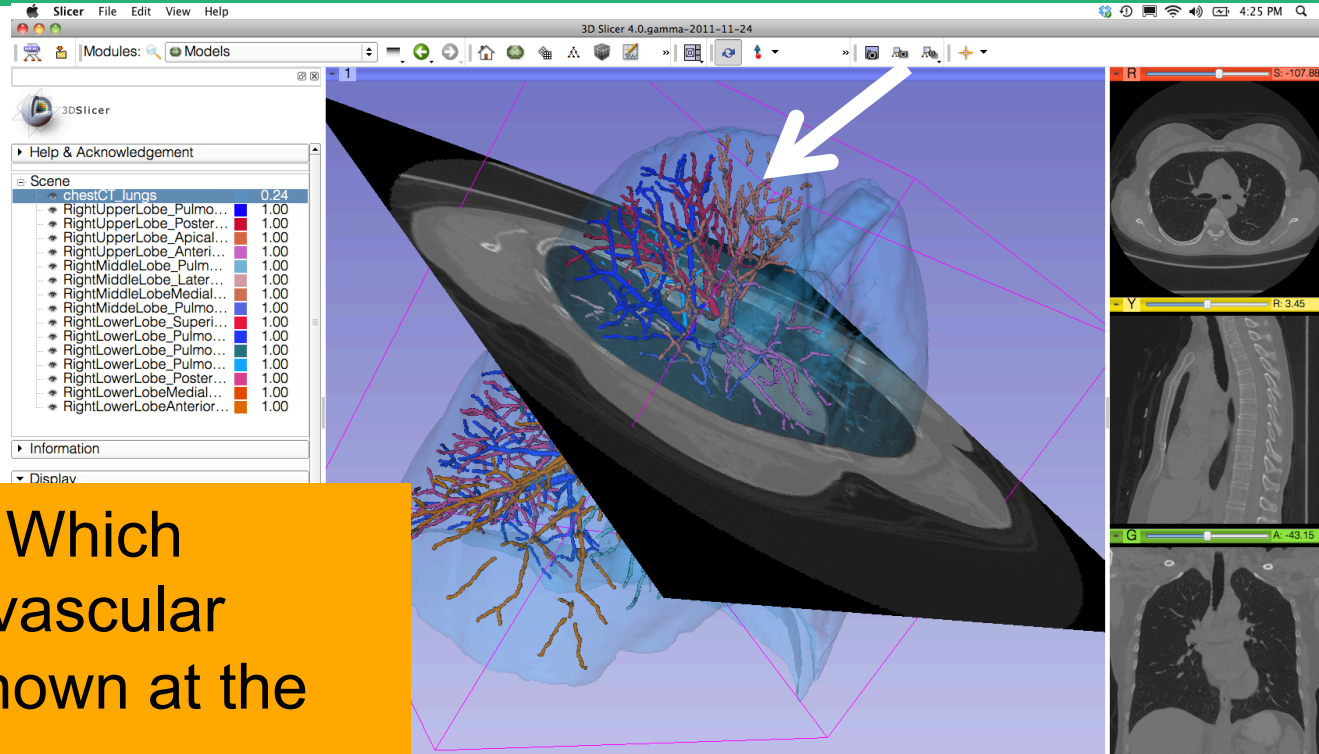 Slicer File Edit View Help 4:25 PM
3D Slicer 4.0.gamma-2011-11-24
Modules: Models
1
R S: -107.88
3DSlicer
Help & Acknowledgement
Scene
chestCT_lungs 0.24
RightUpperLobe_Pulmo... 1.00
RightUpperLobe_Poster... 1.00
RightUpperLobe_Apical... 1.00
RightUpperLobe_Anteri... 1.00
RightMiddleLobe_Pulm... 1.00
RightMiddleLobe_Later... 1.00
RightMiddleLobeMedial... 1.00
RightMiddleLobe_Pulmo... 1.00
RightLowerLobe_Superi... 1.00
RightLowerLobe_Pulmo... 1.00
RightLowerLobe_Pulmo... 1.00
RightLowerLobe_Pulmo... 1.00
RightLowerLobe_Poster... 1.00
RightLowerLobeMedial... 1.00
RightLowerLobeAnterior... 1.00
Y R: 3.45
Information
Display
G A: -43.15
Which
vascular
hown at the